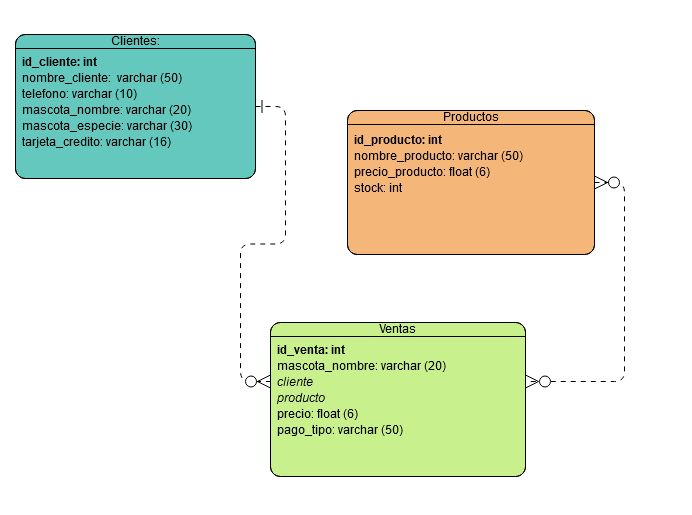 Clientes:
id_cliente: int
nombre_cliente: varchar (50)
telefono: varchar (10)
mascota_nombre: varchar (20)
mascota_especie: varchar (30)
tarjeta_credito: varchar (16)
Productos
id_producto: int
nombre_producto: varchar (50)
precio_producto: float (6)
stock: int
Ventas
id_venta: int
mascota_nombre: varchar (20)
cliente
producto
precio: float (6)
pago_tipo: varchar (50)